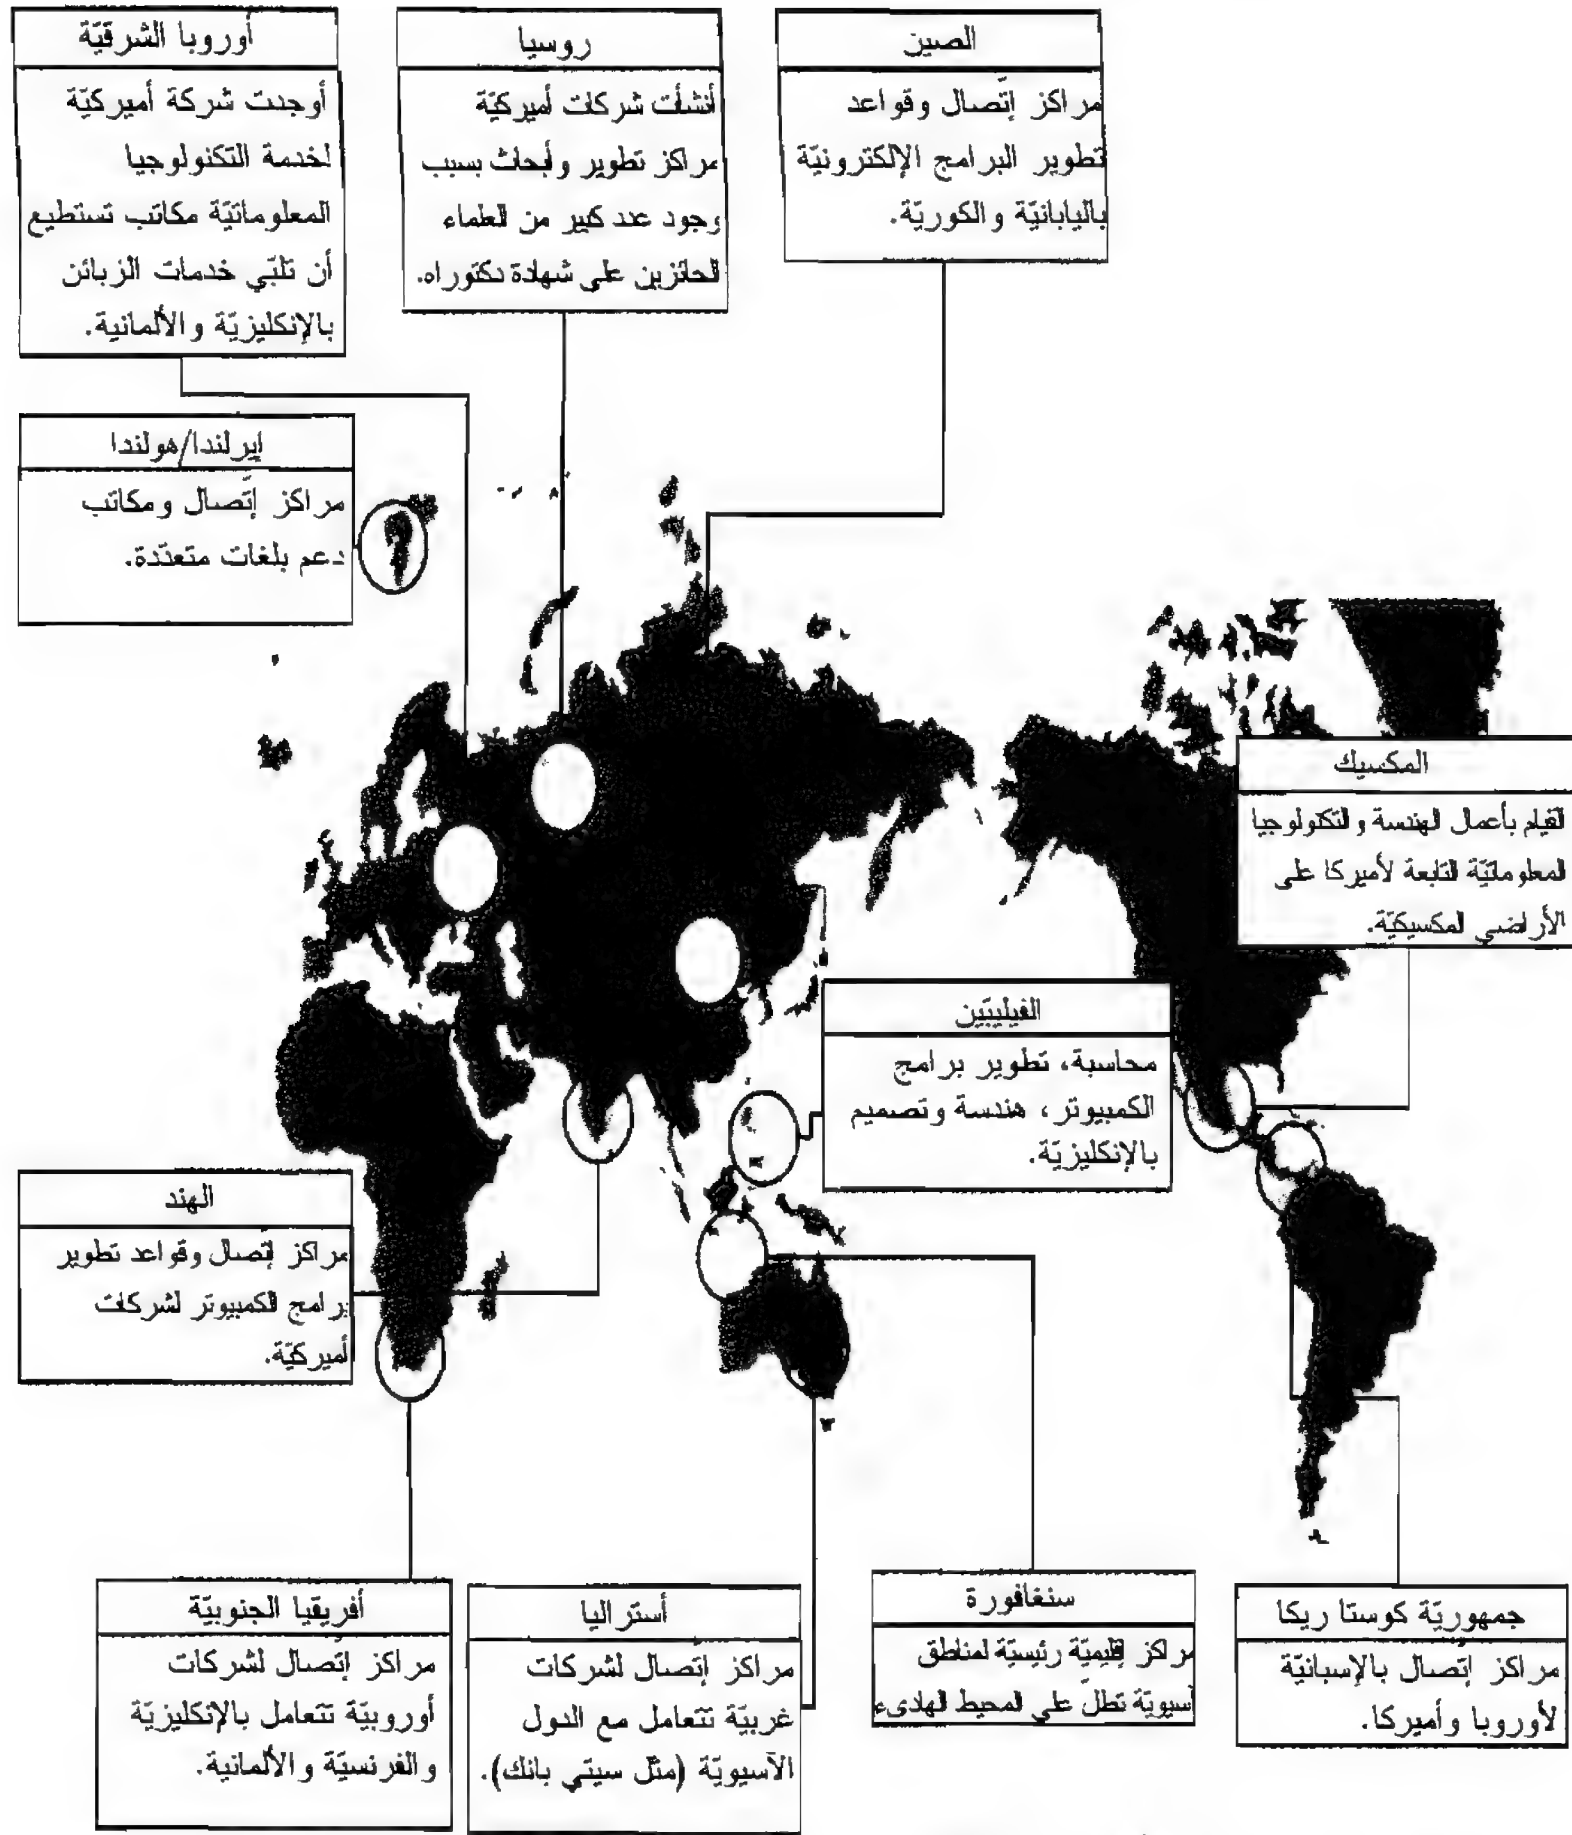 أوروبا الشرقيّة
أوجدت شركة أميركيّة
لخدمة التكنولوجيا
المعلوماتيّة مكاتب تستطيع
أن تلبّي خدمات الزبائن
بالإنكليزيّة والألمانية.
روسيا
أنشأت شركات أميركيّة
مراكز تطوير وأبحاث بسبب
وجود عدد كبير من العلماء
الحائزين على شهادة دكتوراه.
الصين
مراكز إتّصال وقواعد
تطوير البرامج الإلكترونيّة
باليابانيّة والكوريّة.
إيرلندا/هولندا
مراكز إتّصال ومكاتب
دعم بلغات متعدّدة.
المكسيك
القيام بأعمال الهندسة والتكنولوجيا
المعلوماتيّة التابعة لأميركا على
الأراضي المكسيكيّة.
الفيليبّين
محاسبة، تطوير برامج
الكمبيوتر، هندسة وتصميم
بالإنكليزيّة.
الهند
مراكز إتّصال وقواعد تطوير
برامج الكمبيوتر لشركات
أميركيّة.
أفريقيا الجنوبيّة
مراكز إتّصال لشركات
أوروبيّة تتعامل بالإنكليزيّة
والفرنسيّة والألمانية.
أستراليا
مراكز إتّصال لشركات
غربيّة تتعامل مع الدول
الآسيويّة (مثل سيتي بانك).
سنغافورة
مراكز إقليميّة رئيسيّة لمناطق
آسيويّة تطلّ على المحيط الهادىء
جمهوريّة كوستا ريكا
مراكز إتّصال بالإسبانيّة
لأوروبا وأميركا.